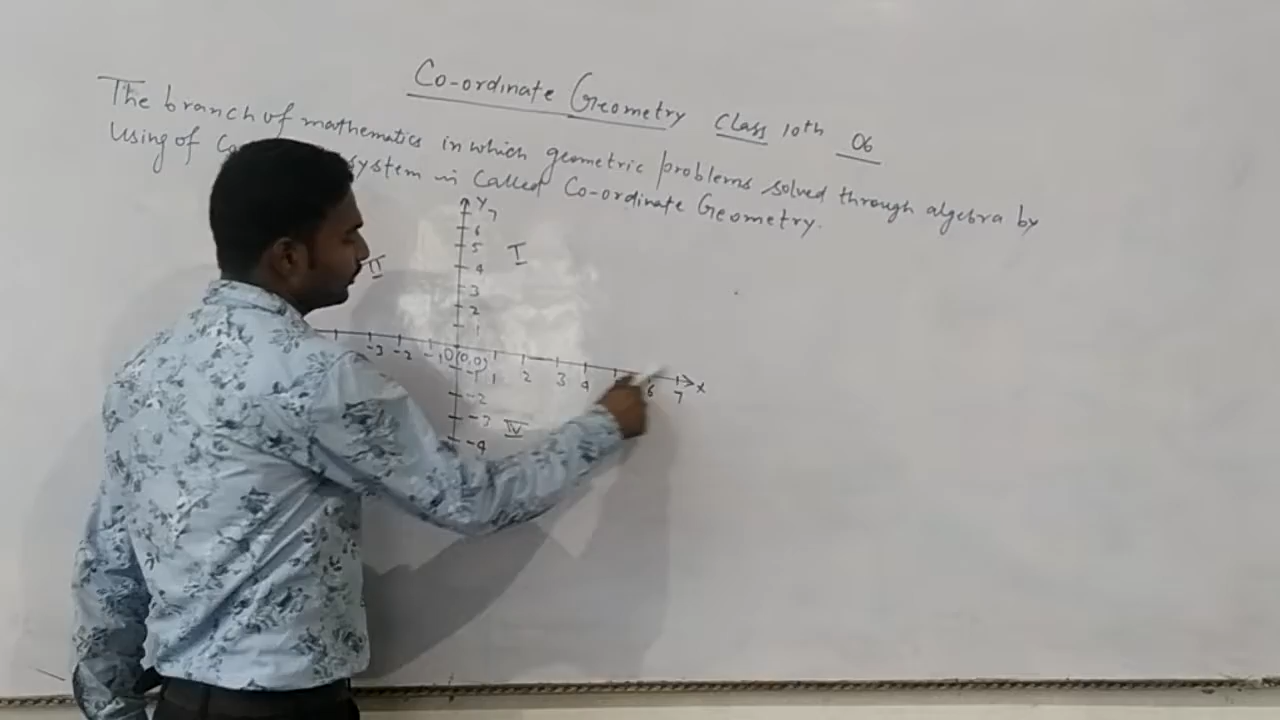 Co-ordinate Geometry Class 10th 06
The branch of mathematics in which geometric problems solved through algebra by
Using of system is called Co-ordinate Geometry.
Y
7
6
5
4
3
2
1
I
II
-3 -2 -1 O(0,0) 1 2 3 4 6 7 X
-1
-2
-3
-4
IV